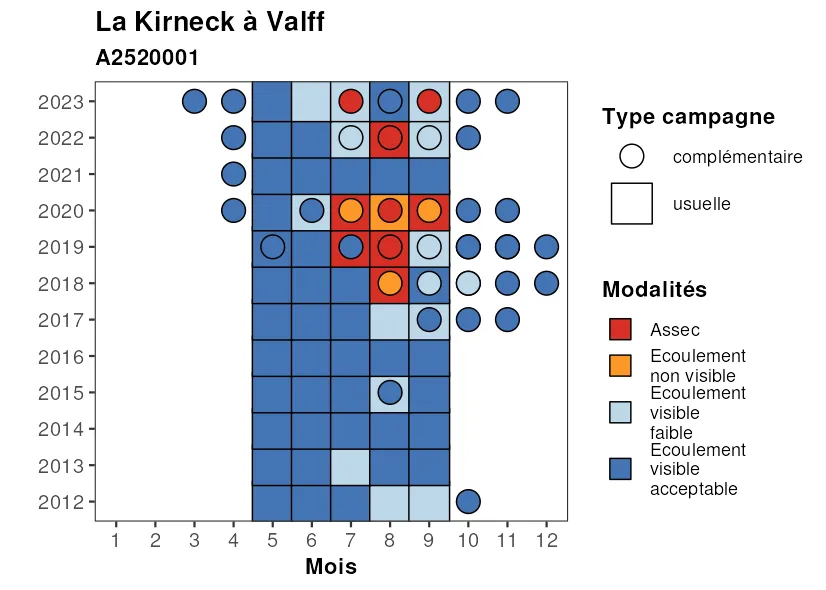 La Kirneck à Valff
A2520001
2023
2022
2021
2020
2019
2018
2017
2016
2015
2014
2013
2012
1 2 3 4 5 6 7 8 9 10 11 12
Mois
Type campagne
complémentaire
usuelle
Modalités
Assec
Ecoulement
non visible
Ecoulement
visible
faible
Ecoulement
visible
acceptable